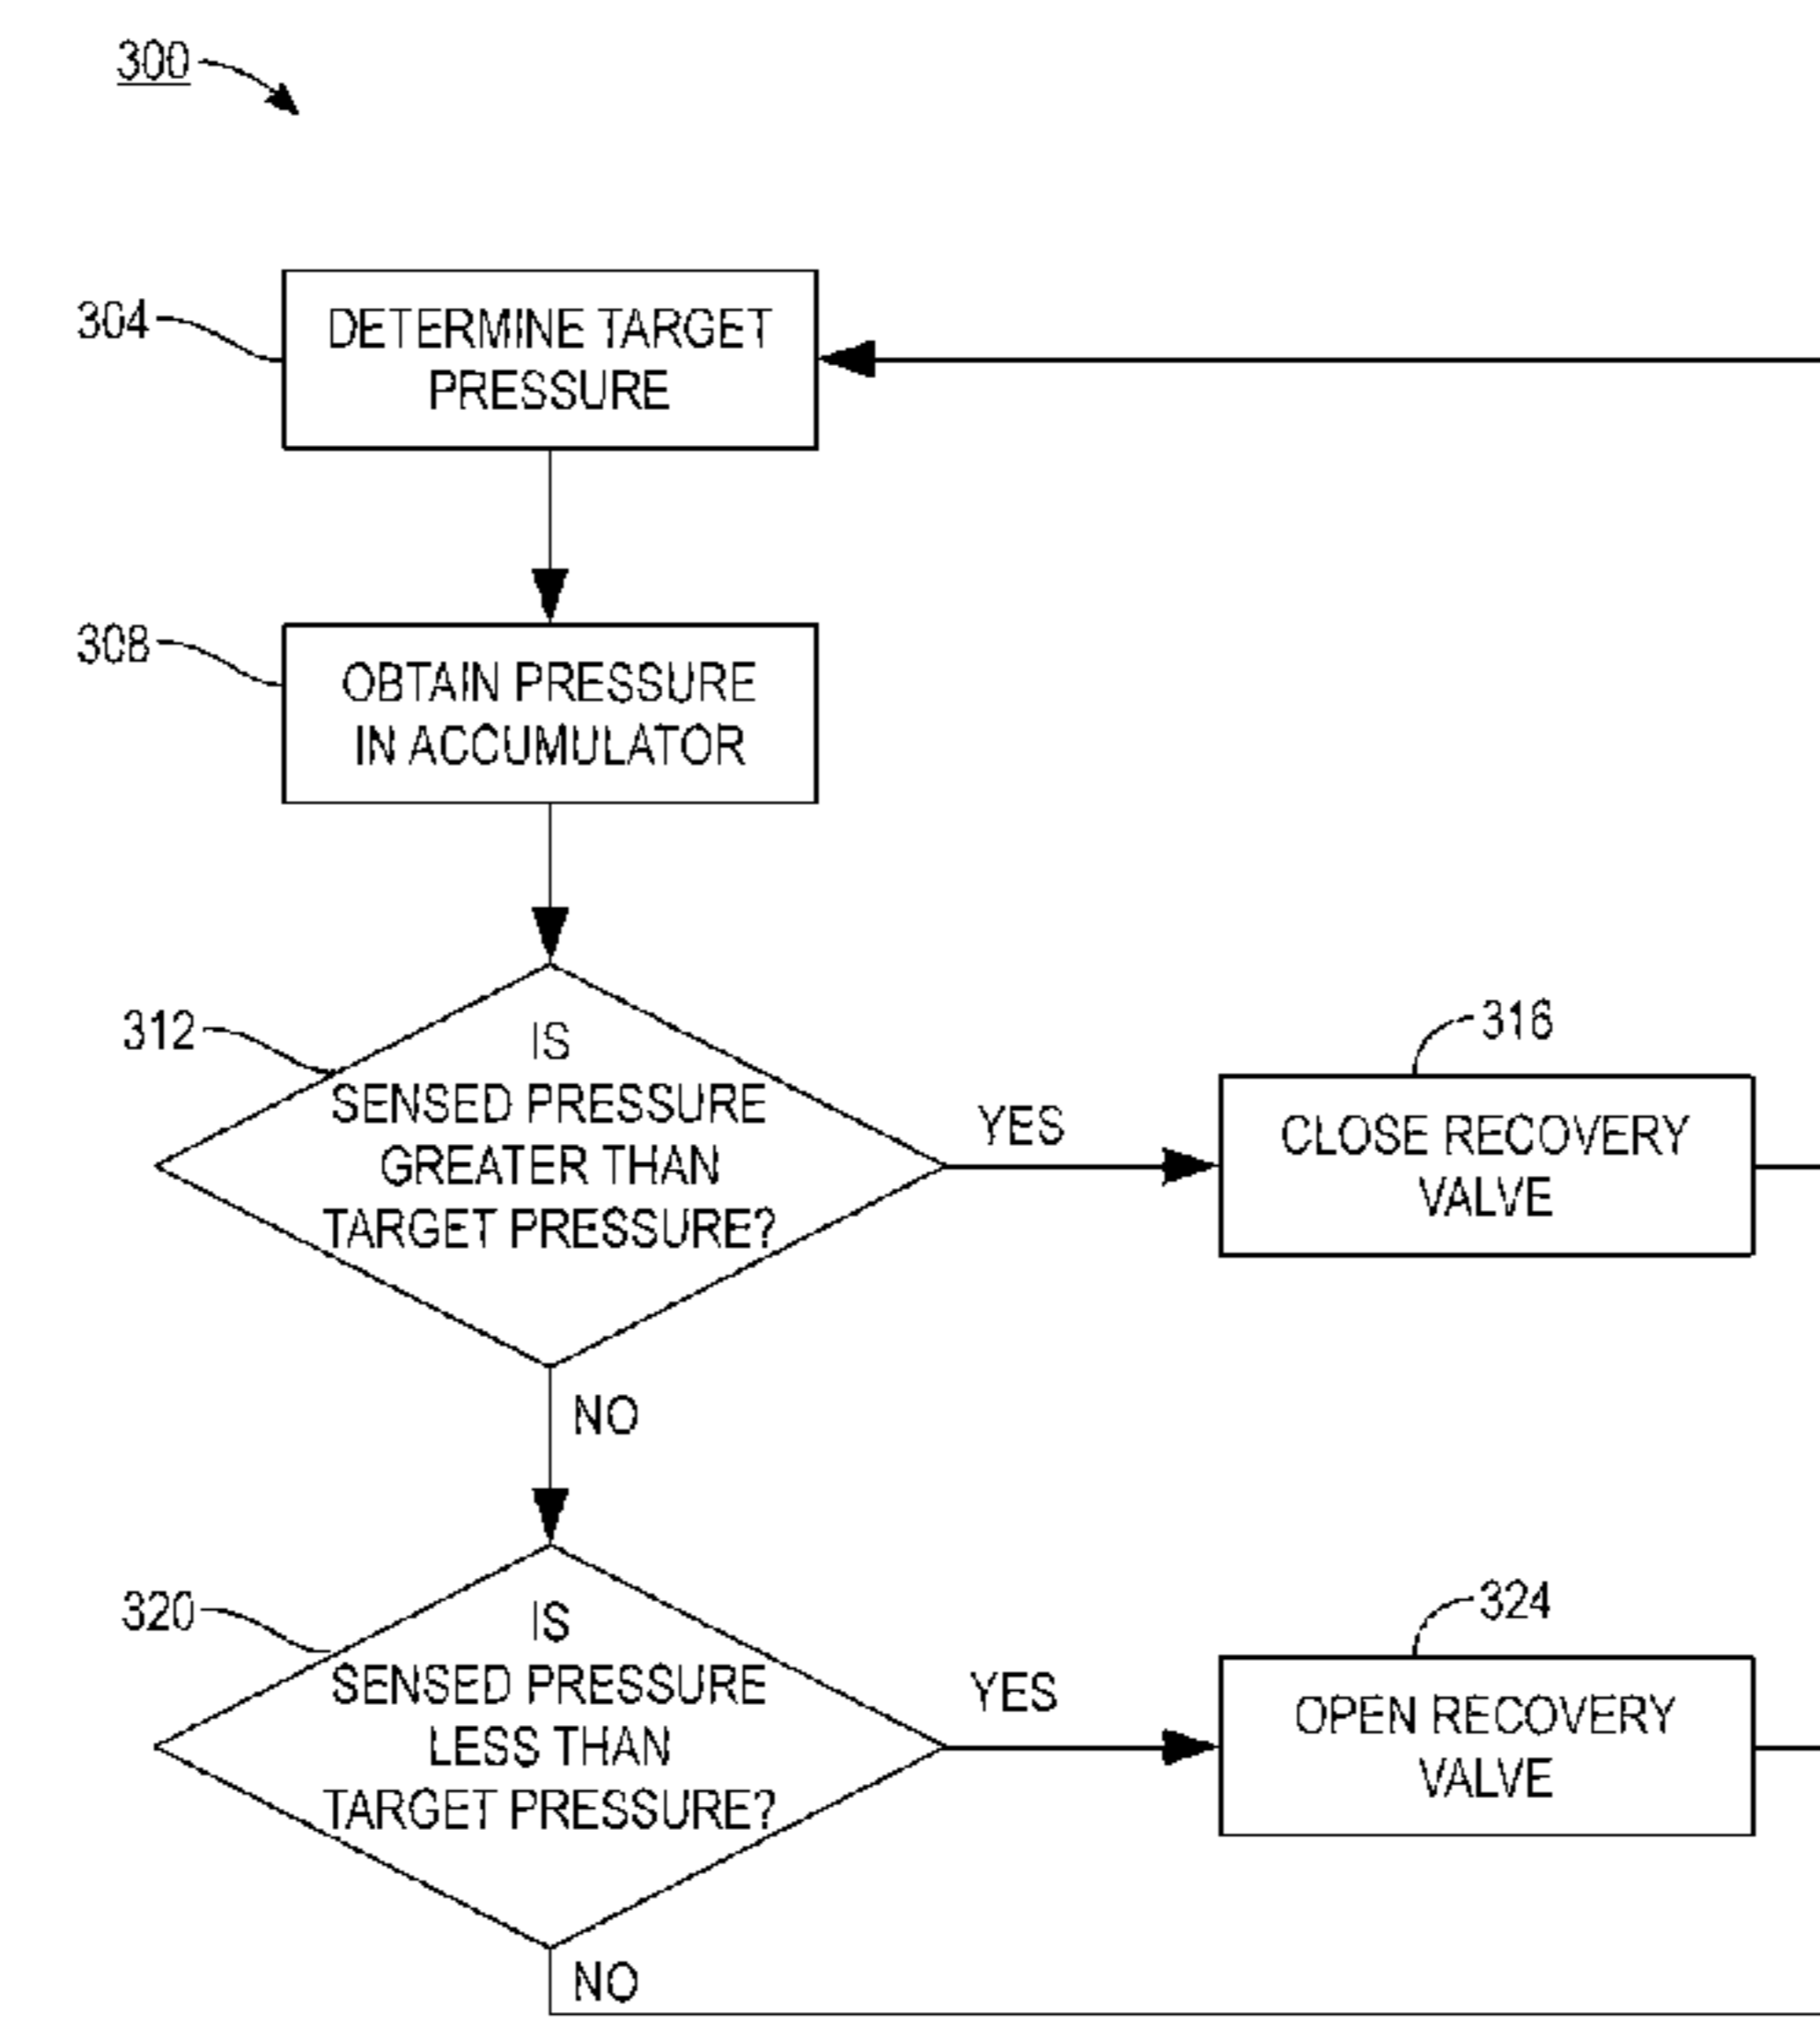 300
304
DETERMINE TARGET
PRESSURE
308
OBTAIN PRESSURE
IN ACCUMULATOR
312
IS
SENSED PRESSURE
GREATER THAN
TARGET PRESSURE?
YES
316
CLOSE RECOVERY
VALVE
NO
320
IS
SENSED PRESSURE
LESS THAN
TARGET PRESSURE?
YES
324
OPEN RECOVERY
VALVE
NO